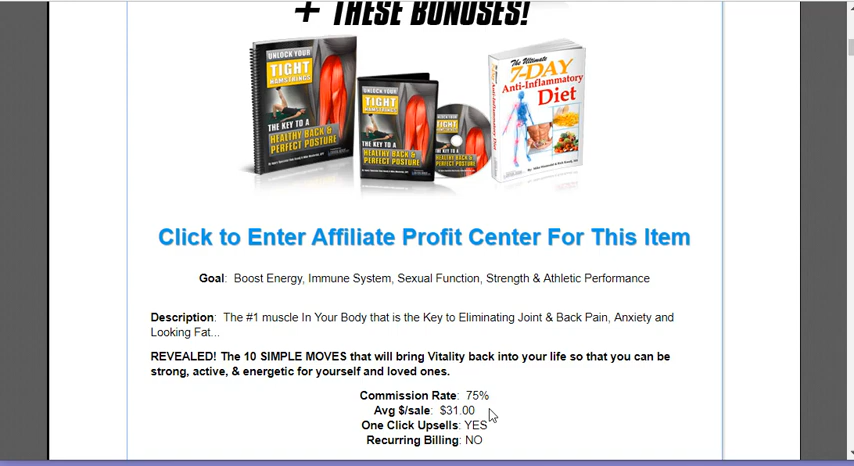 + THESE BONUSES!
UNLOCK YOUR
TIGHT
HAMSTRINGS
THE KEY TO A
HEALTHY BACK &
PERFECT POSTURE
UNLOCK YOUR
TIGHT
HAMSTRINGS
THE KEY TO A
HEALTHY BACK &
PERFECT POSTURE
TIGHT
HEALTHY BACK &
PERFECT POSTURE
The Ultimate
7-DAY
Anti-Inflammatory
Diet
Click to Enter Affiliate Profit Center For This Item
Goal: Boost Energy, Immune System, Sexual Function, Strength & Athletic Performance
Description: The #1 muscle In Your Body that is the Key to Eliminating Joint & Back Pain, Anxiety and
Looking Fat...
REVEALED! The 10 SIMPLE MOVES that will bring Vitality back into your life so that you can be
strong, active, & energetic for yourself and loved ones.
Commission Rate: 75%
Avg $/sale: $31.00
One Click Upsells: YES
Recurring Billing: NO